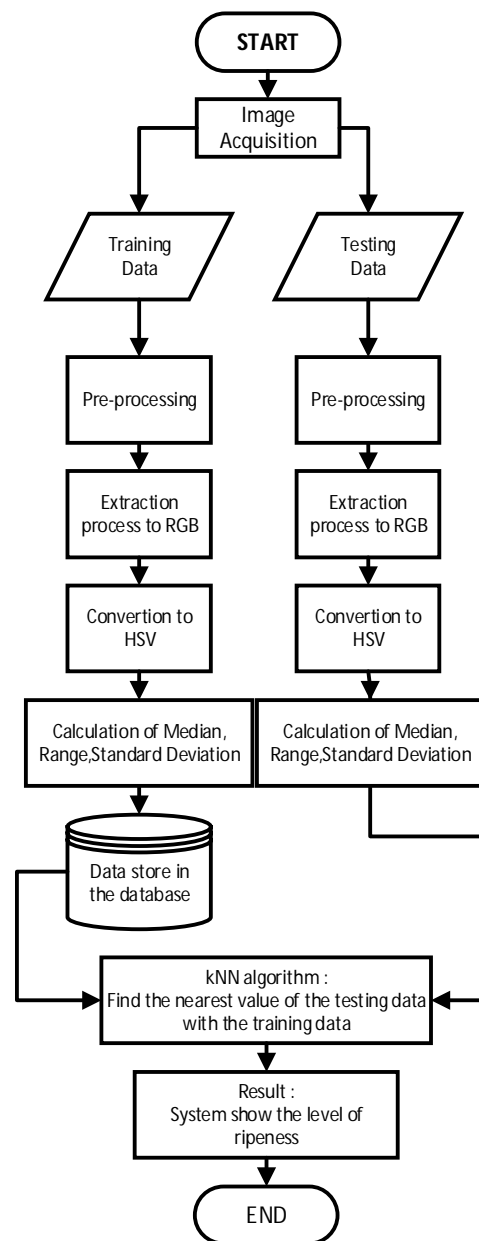 START
Image
Acquisition
Training
Data
Testing
Data
Pre-processing
Pre-processing
Extraction
process to RGB
Extraction
process to RGB
Convertion to
HSV
Convertion to
HSV
Calculation of Median,
Range,Standard Deviation
Calculation of Median,
Range,Standard Deviation
Data store in
the database
kNN algorithm :
Find the nearest value of the testing data
with the training data
Result :
System show the level of
ripeness
END